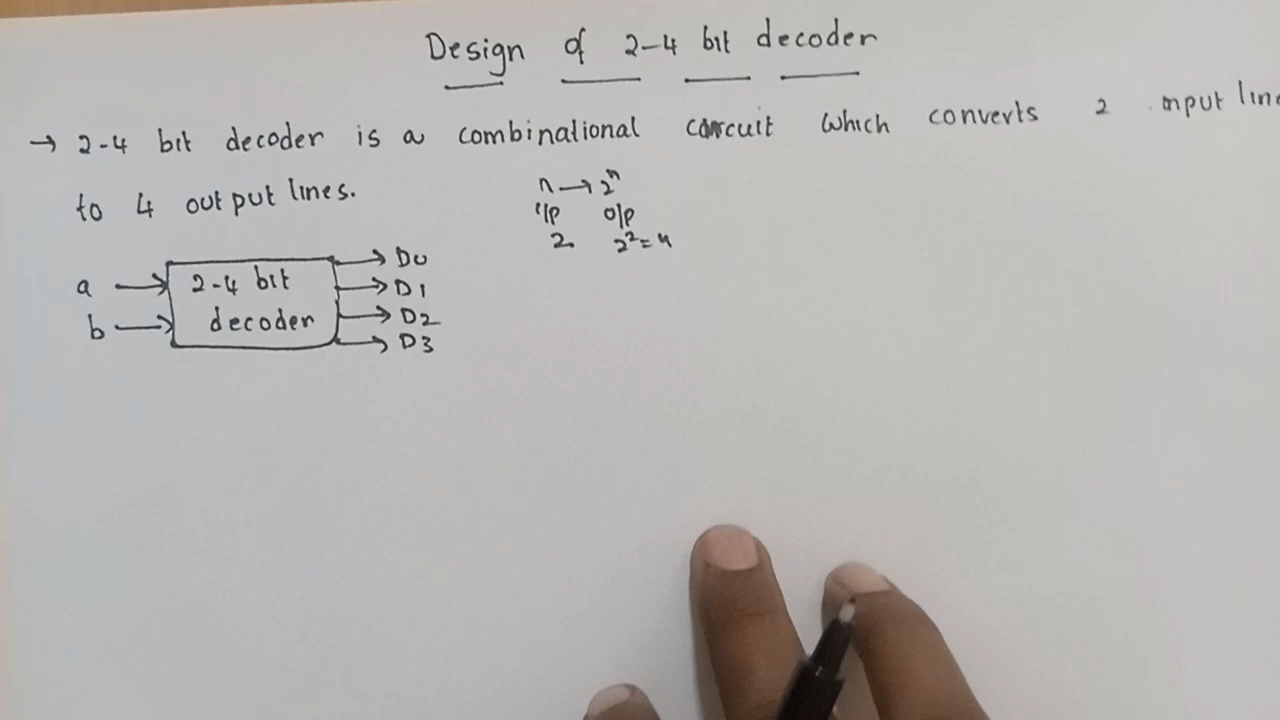 Design of 2-4 bit decoder
→ 2-4 bit decoder is a combinational circuit which converts 2 input line
to 4 output lines.
n → 2ⁿ
i/p o/p
2 2² = 4
a
b
2-4 bit
decoder
D0
D1
D2
D3